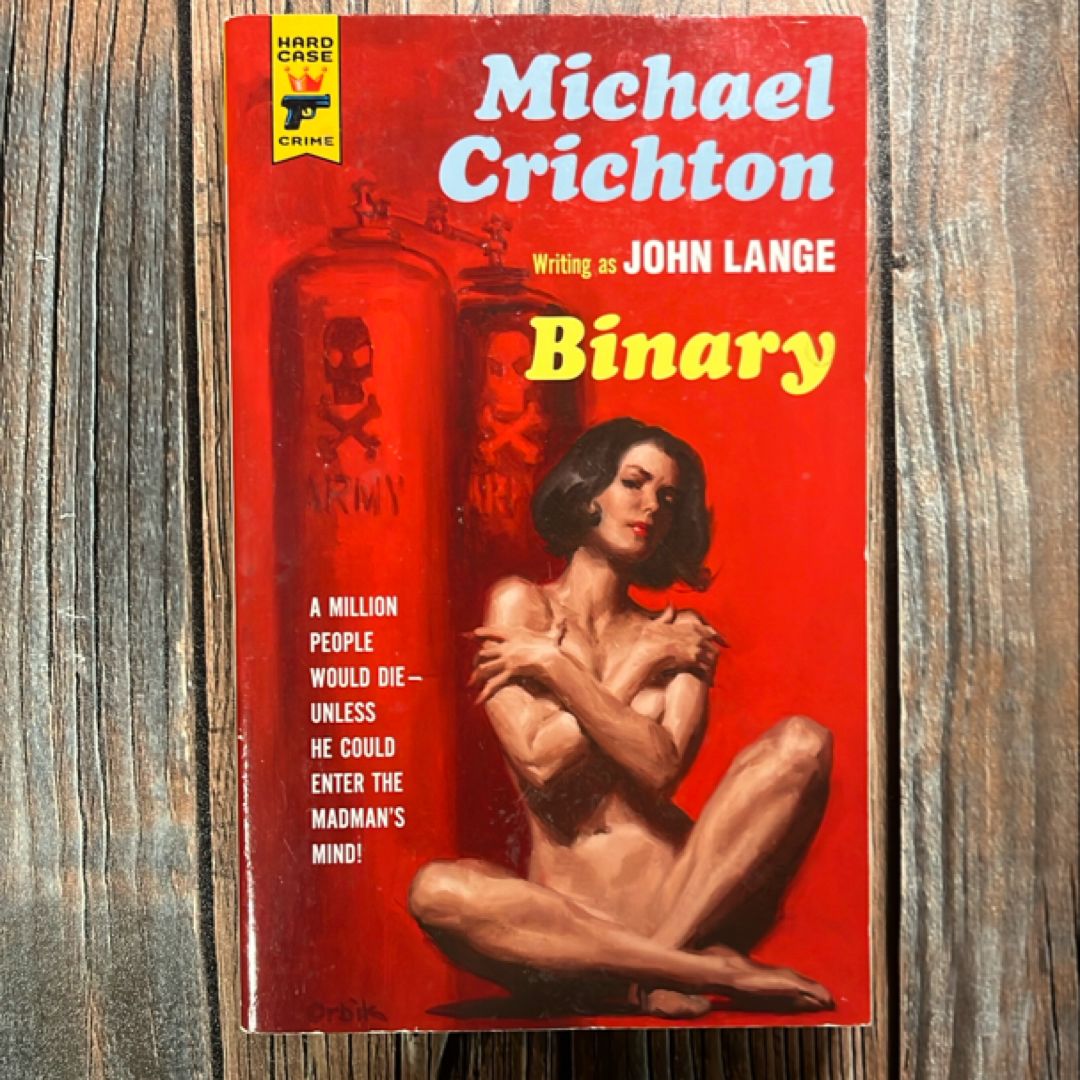 HARD
CASE
CRIME
Michael
Crichton
Writing as JOHN LANGE
Binary
ARMY
A MILLION
PEOPLE
WOULD DIE—
UNLESS
HE COULD
ENTER THE
MADMAN'S
MIND!
Orbik